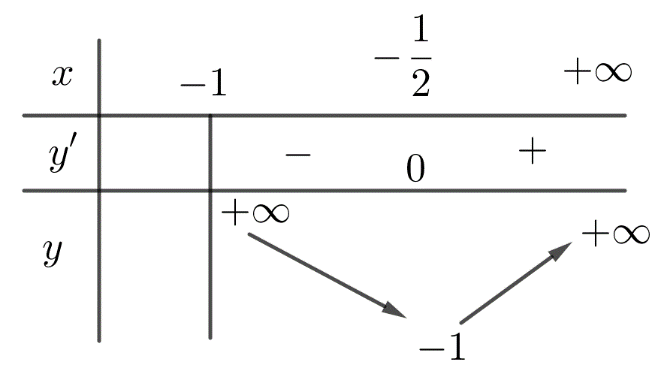 x −1 −1/2 +∞
y′ − 0 +
y +∞ −1 +∞